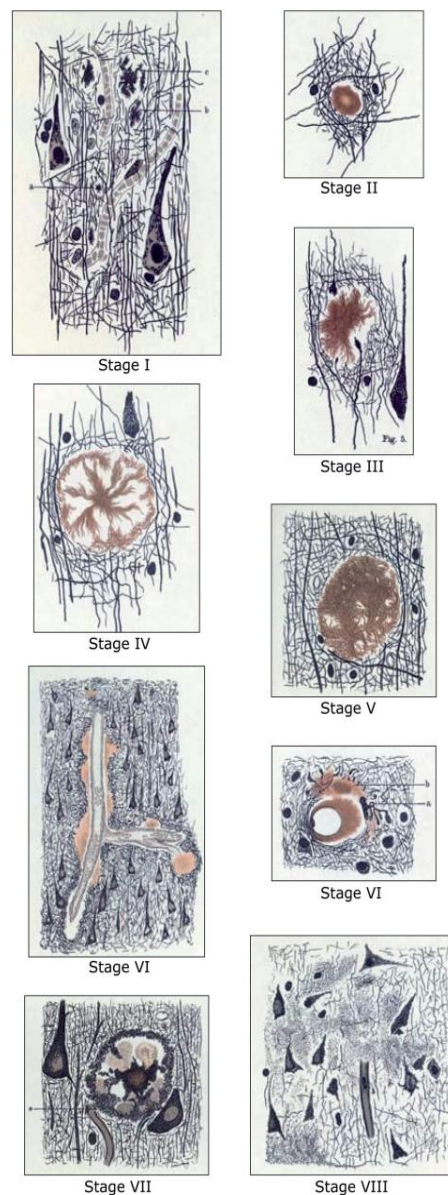 c
b
a
Stage I
Stage II
Fig. 5.
Stage III
Stage IV
Stage V
Stage VI
b
a
Stage VI
a
Stage VII
Stage VIII